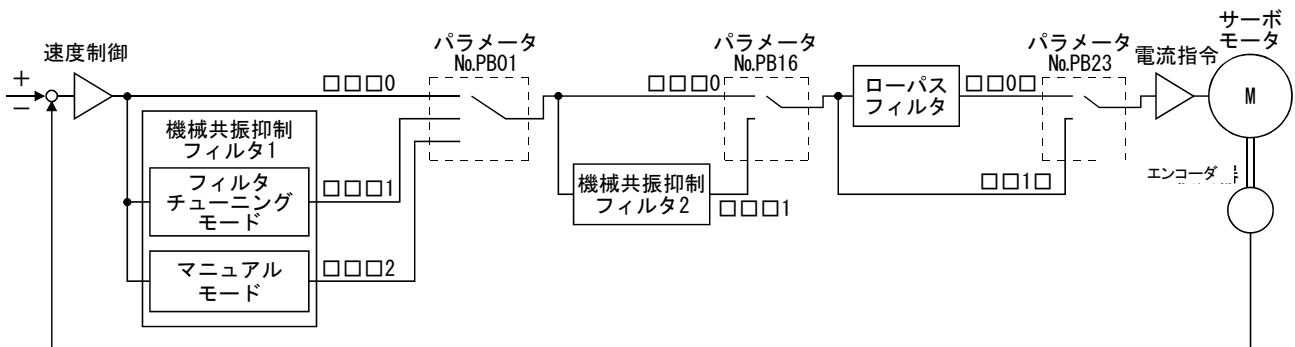 速度制御
パラメータ
No.PB01
パラメータ
No.PB16
パラメータ
No.PB23
電流指令
サーボ
モータ
+
−
□□□0
□□□0
ローパス
フィルタ
□□0□
M
機械共振抑制
フィルタ1
フィルタ
チューニング
モード
□□□1
機械共振抑制
フィルタ2
□□□1
□□1□
エンコーダ
マニュアル
モード
□□□2